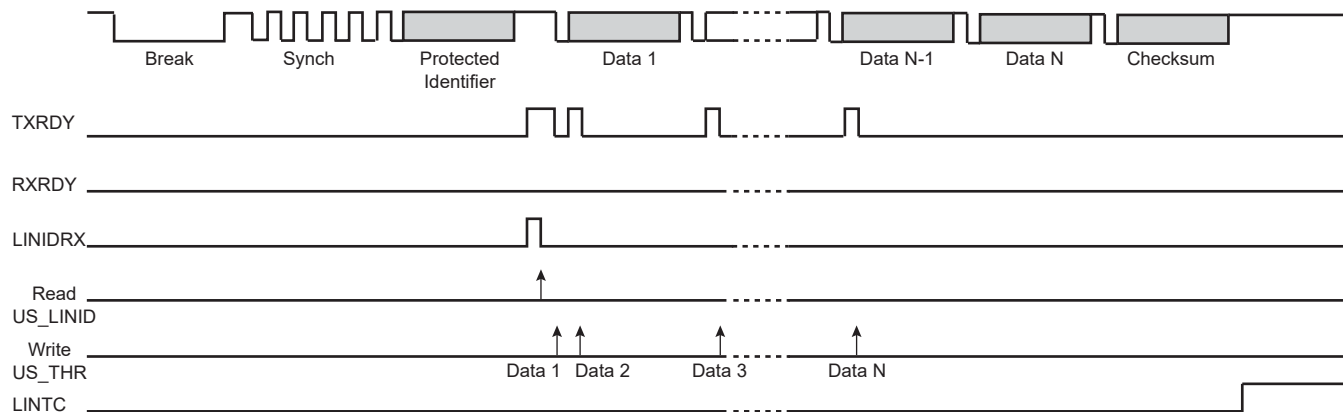 Break Synch Protected Data 1 Data N-1 Data N Checksum
Identifier
TXRDY
RXRDY
LINIDRX
Read
US_LINID
Write
US_THR Data 1 Data 2 Data 3 Data N
LINTC